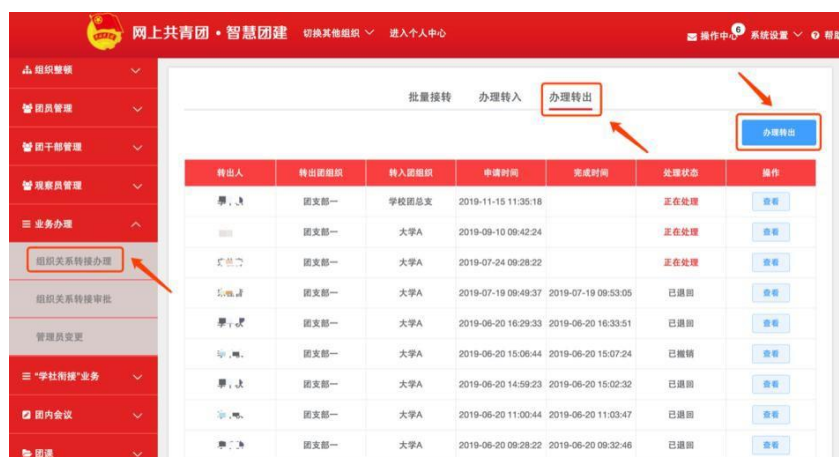 网上共青团·智慧团建 切换其他组织 进入个人中心 操作中心 6 系统设置 帮助
组织整顿
团员管理
团干部管理
观察员管理
业务办理
组织关系转接办理
组织关系转接审批
管理员变更
"学社衔接"业务
团内会议
团课
批量接转 办理转入 办理转出
办理转出
转出人 转出团组织 转入团组织 申请时间 完成时间 处理状态 操作
团支部一 学校团总支 2019-11-15 11:35:18 正在处理 查看
团支部一 大学A 2019-09-10 09:42:24 正在处理 查看
团支部一 大学A 2019-07-24 09:28:22 正在处理 查看
团支部一 大学A 2019-07-19 09:49:37 2019-07-19 09:53:05 已退回 查看
团支部一 大学A 2019-06-20 16:29:33 2019-06-20 16:33:51 已退回 查看
团支部一 大学A 2019-06-20 15:06:44 2019-06-20 15:07:24 已撤销 查看
团支部一 大学A 2019-06-20 14:59:23 2019-06-20 15:02:32 已退回 查看
团支部一 大学A 2019-06-20 11:00:44 2019-06-20 11:03:47 已退回 查看
团支部一 大学A 2019-06-20 09:28:22 2019-06-20 09:32:46 已退回 查看